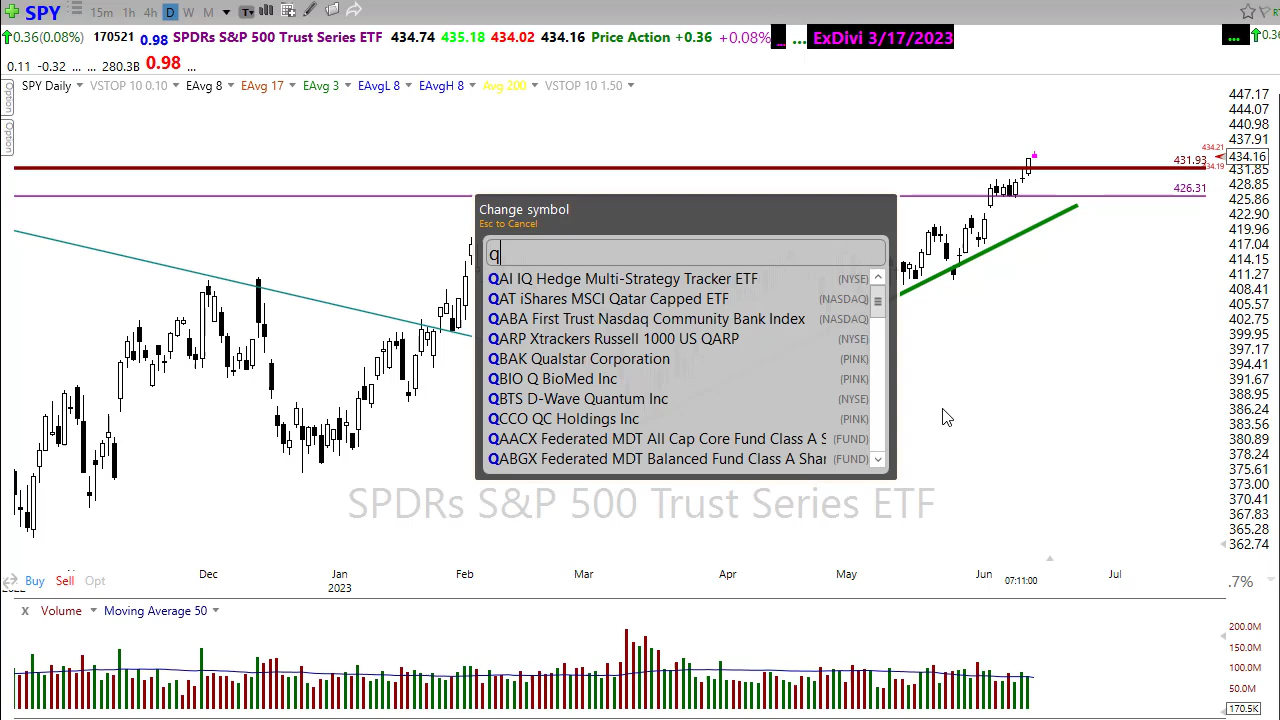 SPY 15m 1h 4h D W M T
0.36(0.08%) 170521 0.98 SPDRs S&P 500 Trust Series ETF 434.74 435.18 434.02 434.16 Price Action +0.36 +0.08% ... ... ExDivi 3/17/2023 ... 0.36
0.11 -0.32 ... ... 280.3B 0.98 ...
SPY Daily VSTOP 10 0.10 EAvg 8 EAvg 17 EAvg 3 EAvgL 8 EAvgH 8 Avg 200 VSTOP 10 1.50
Option
Option
447.17
444.07
440.98
437.91
434.21
434.16
434.19
431.93
431.85
428.85
426.31
425.86
422.90
419.96
417.04
414.15
411.27
408.41
405.57
402.75
399.95
397.17
394.41
391.67
388.95
386.24
383.56
380.89
378.24
375.61
373.00
370.41
367.83
365.28
362.74
Change symbol
Esc to Cancel
q
QAI IQ Hedge Multi-Strategy Tracker ETF (NYSE)
QAT iShares MSCI Qatar Capped ETF (NASDAQ)
QABA First Trust Nasdaq Community Bank Index (NASDAQ)
QARP Xtrackers Russell 1000 US QARP (NYSE)
QBAK Qualstar Corporation (PINK)
QBIO Q BioMed Inc (PINK)
QBTS D-Wave Quantum Inc (NYSE)
QCCO QC Holdings Inc (PINK)
QAACX Federated MDT All Cap Core Fund Class A S (FUND)
QABGX Federated MDT Balanced Fund Class A Shar (FUND)
SPDRs S&P 500 Trust Series ETF
Dec Jan Feb Mar Apr May Jun Jul
2023 07:11:00
Buy Sell Opt .7%
X Volume Moving Average 50
200.0M
150.0M
100.0M
50.0M
170.5K